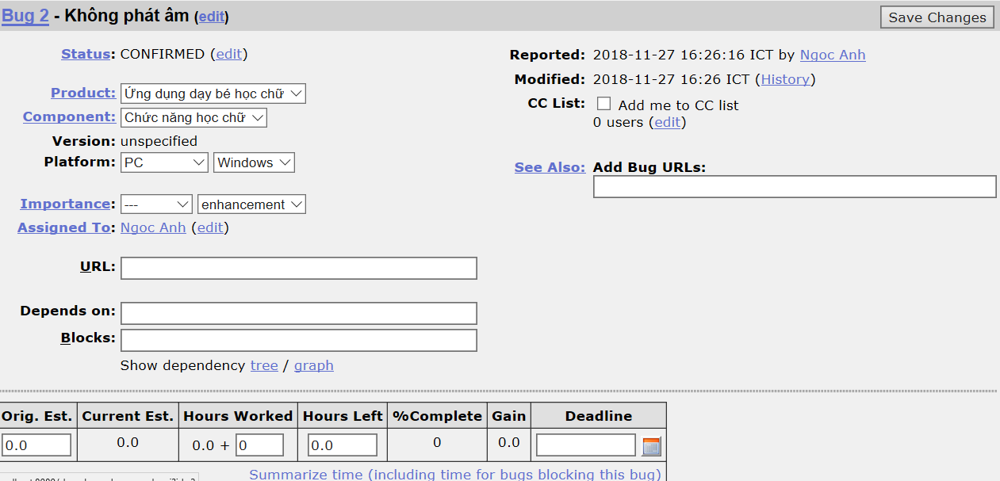 Bug 2 - Không phát âm (edit)
Save Changes
Status: CONFIRMED (edit)
Product: Ứng dụng dạy bé học chữ
Component: Chức năng học chữ
Version: unspecified
Platform: PC Windows
Importance: --- enhancement
Assigned To: Ngoc Anh (edit)
URL:
Depends on:
Blocks:
Show dependency tree / graph
Reported: 2018-11-27 16:26:16 ICT by Ngoc Anh
Modified: 2018-11-27 16:26 ICT (History)
CC List: Add me to CC list
0 users (edit)
See Also: Add Bug URLs:
Orig. Est. Current Est. Hours Worked Hours Left %Complete Gain Deadline
0.0 0.0 0.0 + 0 0.0 0 0.0
Summarize time (including time for bugs blocking this bug)